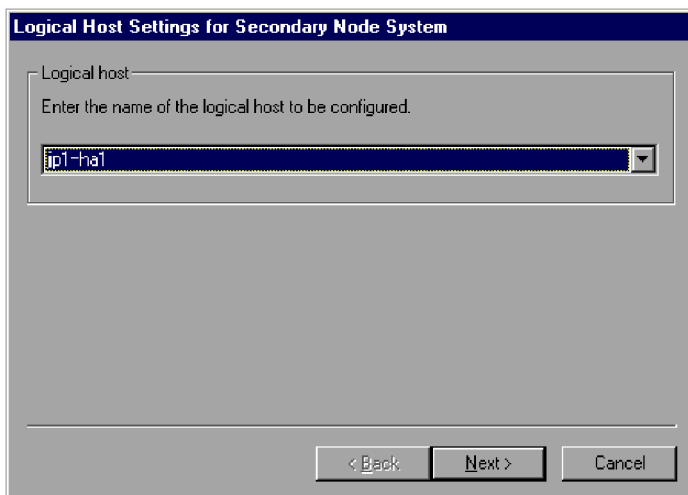 Logical Host Settings for Secondary Node System
Logical host
Enter the name of the logical host to be configured.
jp1-ha1
< Back
Next >
Cancel